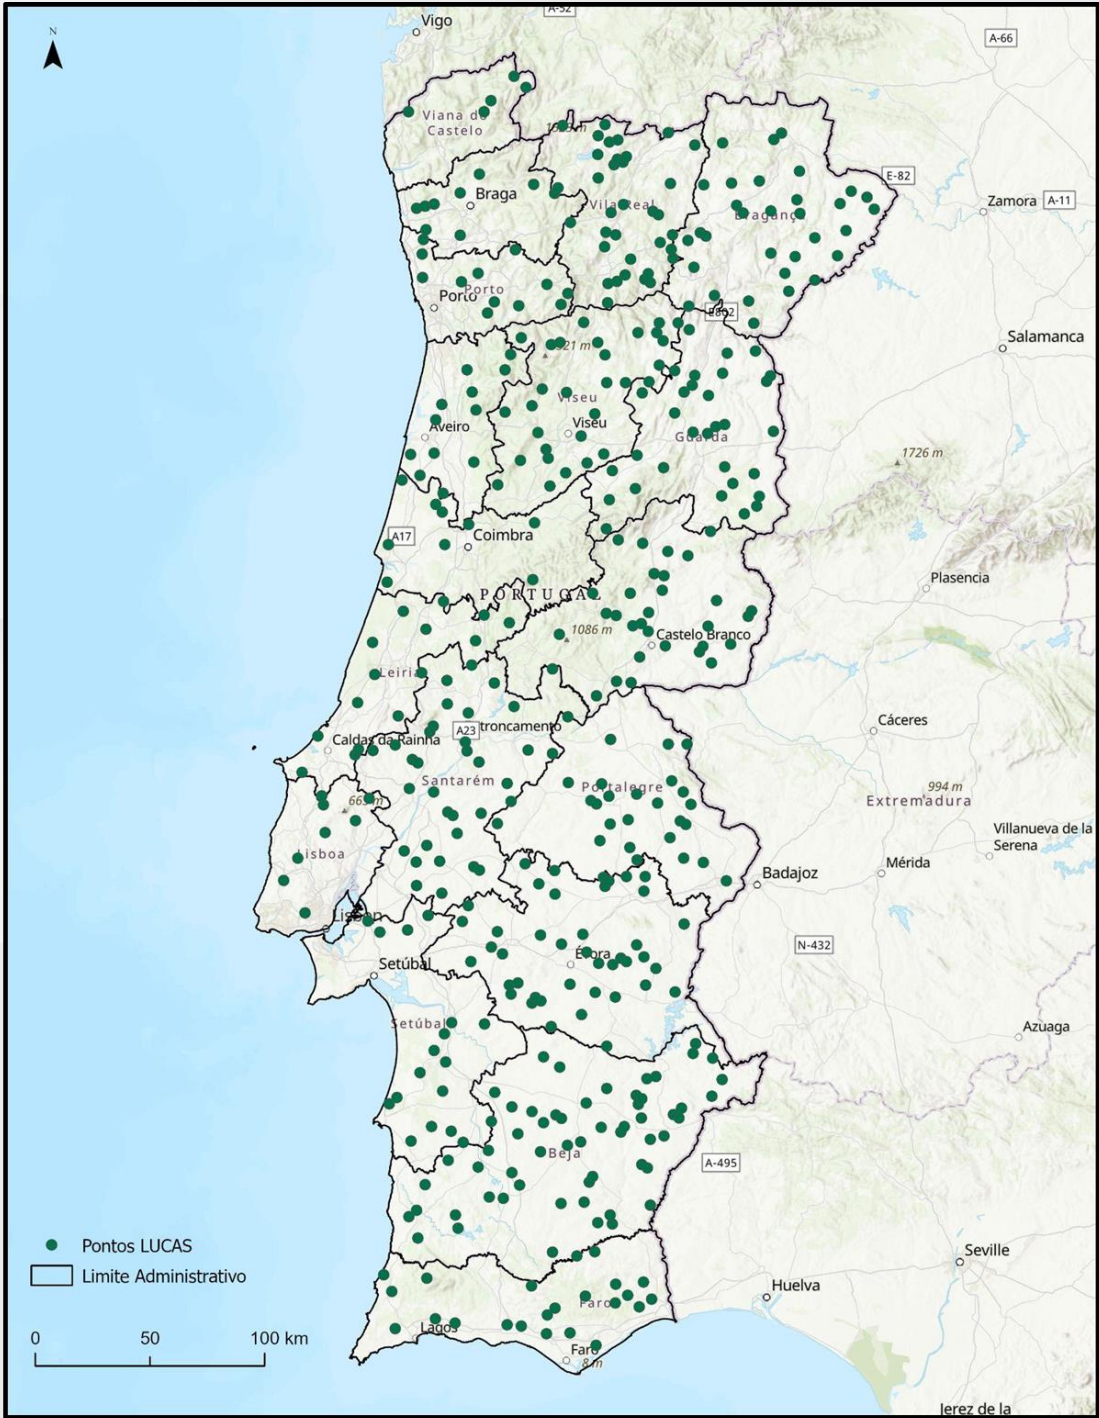 A-52
Vigo
N
A-66
Viana do
Castelo
E-82
Zamora
A-11
Braga
Vila Real
Bragança
Porto
Porto
E802
Salamanca
Viseu
Aveiro
Viseu
Guarda
1726 m
A17
Coimbra
Plasencia
PORTUGAL
1086 m
Castelo Branco
Leiria
Cáceres
A23
troncamento
Caldas da Rainha
Santarém
Portalegre
994 m
Extremadura
Villanueva de la
Serena
Lisboa
Mérida
Badajoz
Lisbon
N-432
Évora
Setúbal
Setúbal
Azuaga
Beja
A-495
Pontos LUCAS
Seville
Limite Administrativo
Huelva
Faro
0 50 100 km
Lagos
Faro
8 m
Jerez de la